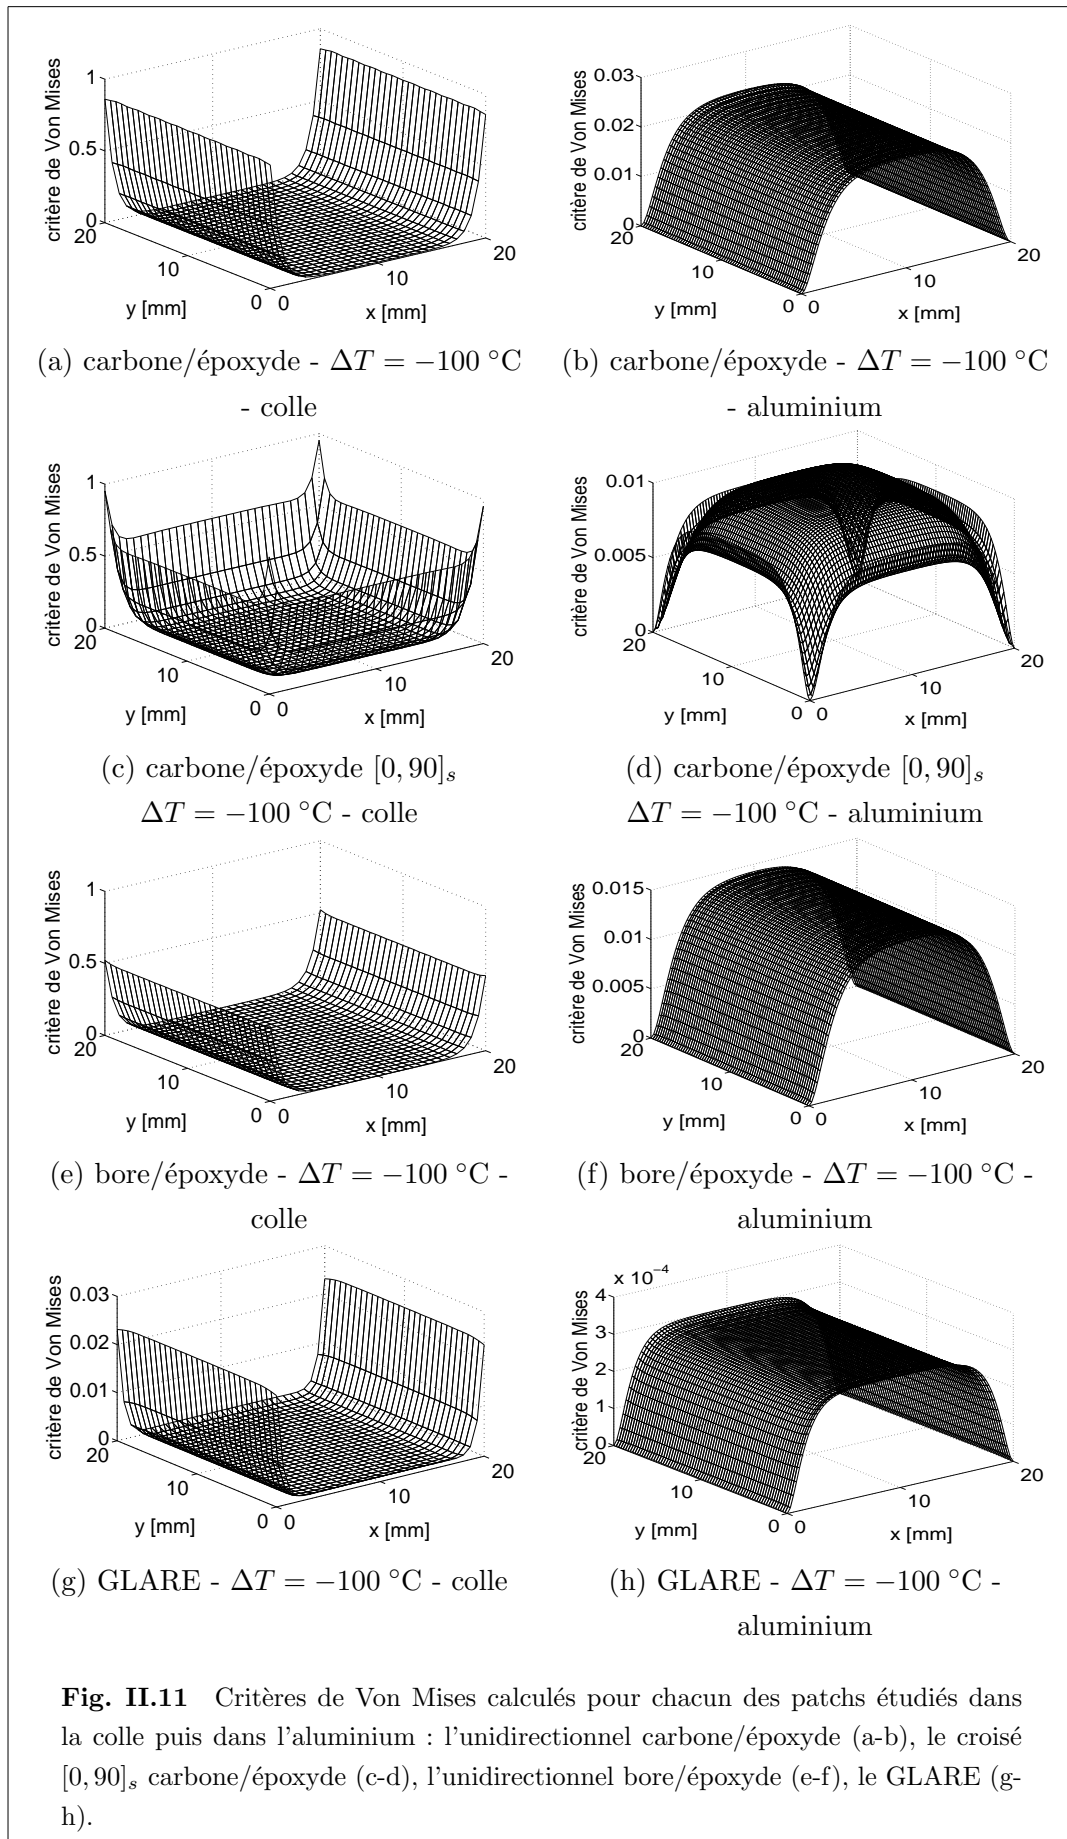 critère de Von Mises
1
0.5
0
20
10
0
0
10
20
y [mm]
x [mm]
(a) carbone/époxyde - ΔT = −100 °C
- colle
critère de Von Mises
0.03
0.02
0.01
0
20
10
0
0
10
20
y [mm]
x [mm]
(b) carbone/époxyde - ΔT = −100 °C
- aluminium
critère de Von Mises
1
0.5
0
20
10
0
0
10
20
y [mm]
x [mm]
(c) carbone/époxyde [0, 90]s
ΔT = −100 °C - colle
critère de Von Mises
0.01
0.005
0
20
10
0
0
10
20
y [mm]
x [mm]
(d) carbone/époxyde [0, 90]s
ΔT = −100 °C - aluminium
critère de Von Mises
1
0.5
0
20
10
0
0
10
20
y [mm]
x [mm]
(e) bore/époxyde - ΔT = −100 °C -
colle
critère de Von Mises
0.015
0.01
0.005
0
20
10
0
0
10
20
y [mm]
x [mm]
(f) bore/époxyde - ΔT = −100 °C -
aluminium
critère de Von Mises
0.03
0.02
0.01
0
20
10
0
0
10
20
y [mm]
x [mm]
(g) GLARE - ΔT = −100 °C - colle
critère de Von Mises
x 10⁻⁴
4
3
2
1
0
20
10
0
0
10
20
y [mm]
x [mm]
(h) GLARE - ΔT = −100 °C -
aluminium
Fig. II.11 Critères de Von Mises calculés pour chacun des patchs étudiés dans
la colle puis dans l'aluminium : l'unidirectionnel carbone/époxyde (a-b), le croisé
[0, 90]s carbone/époxyde (c-d), l'unidirectionnel bore/époxyde (e-f), le GLARE (g-
h).